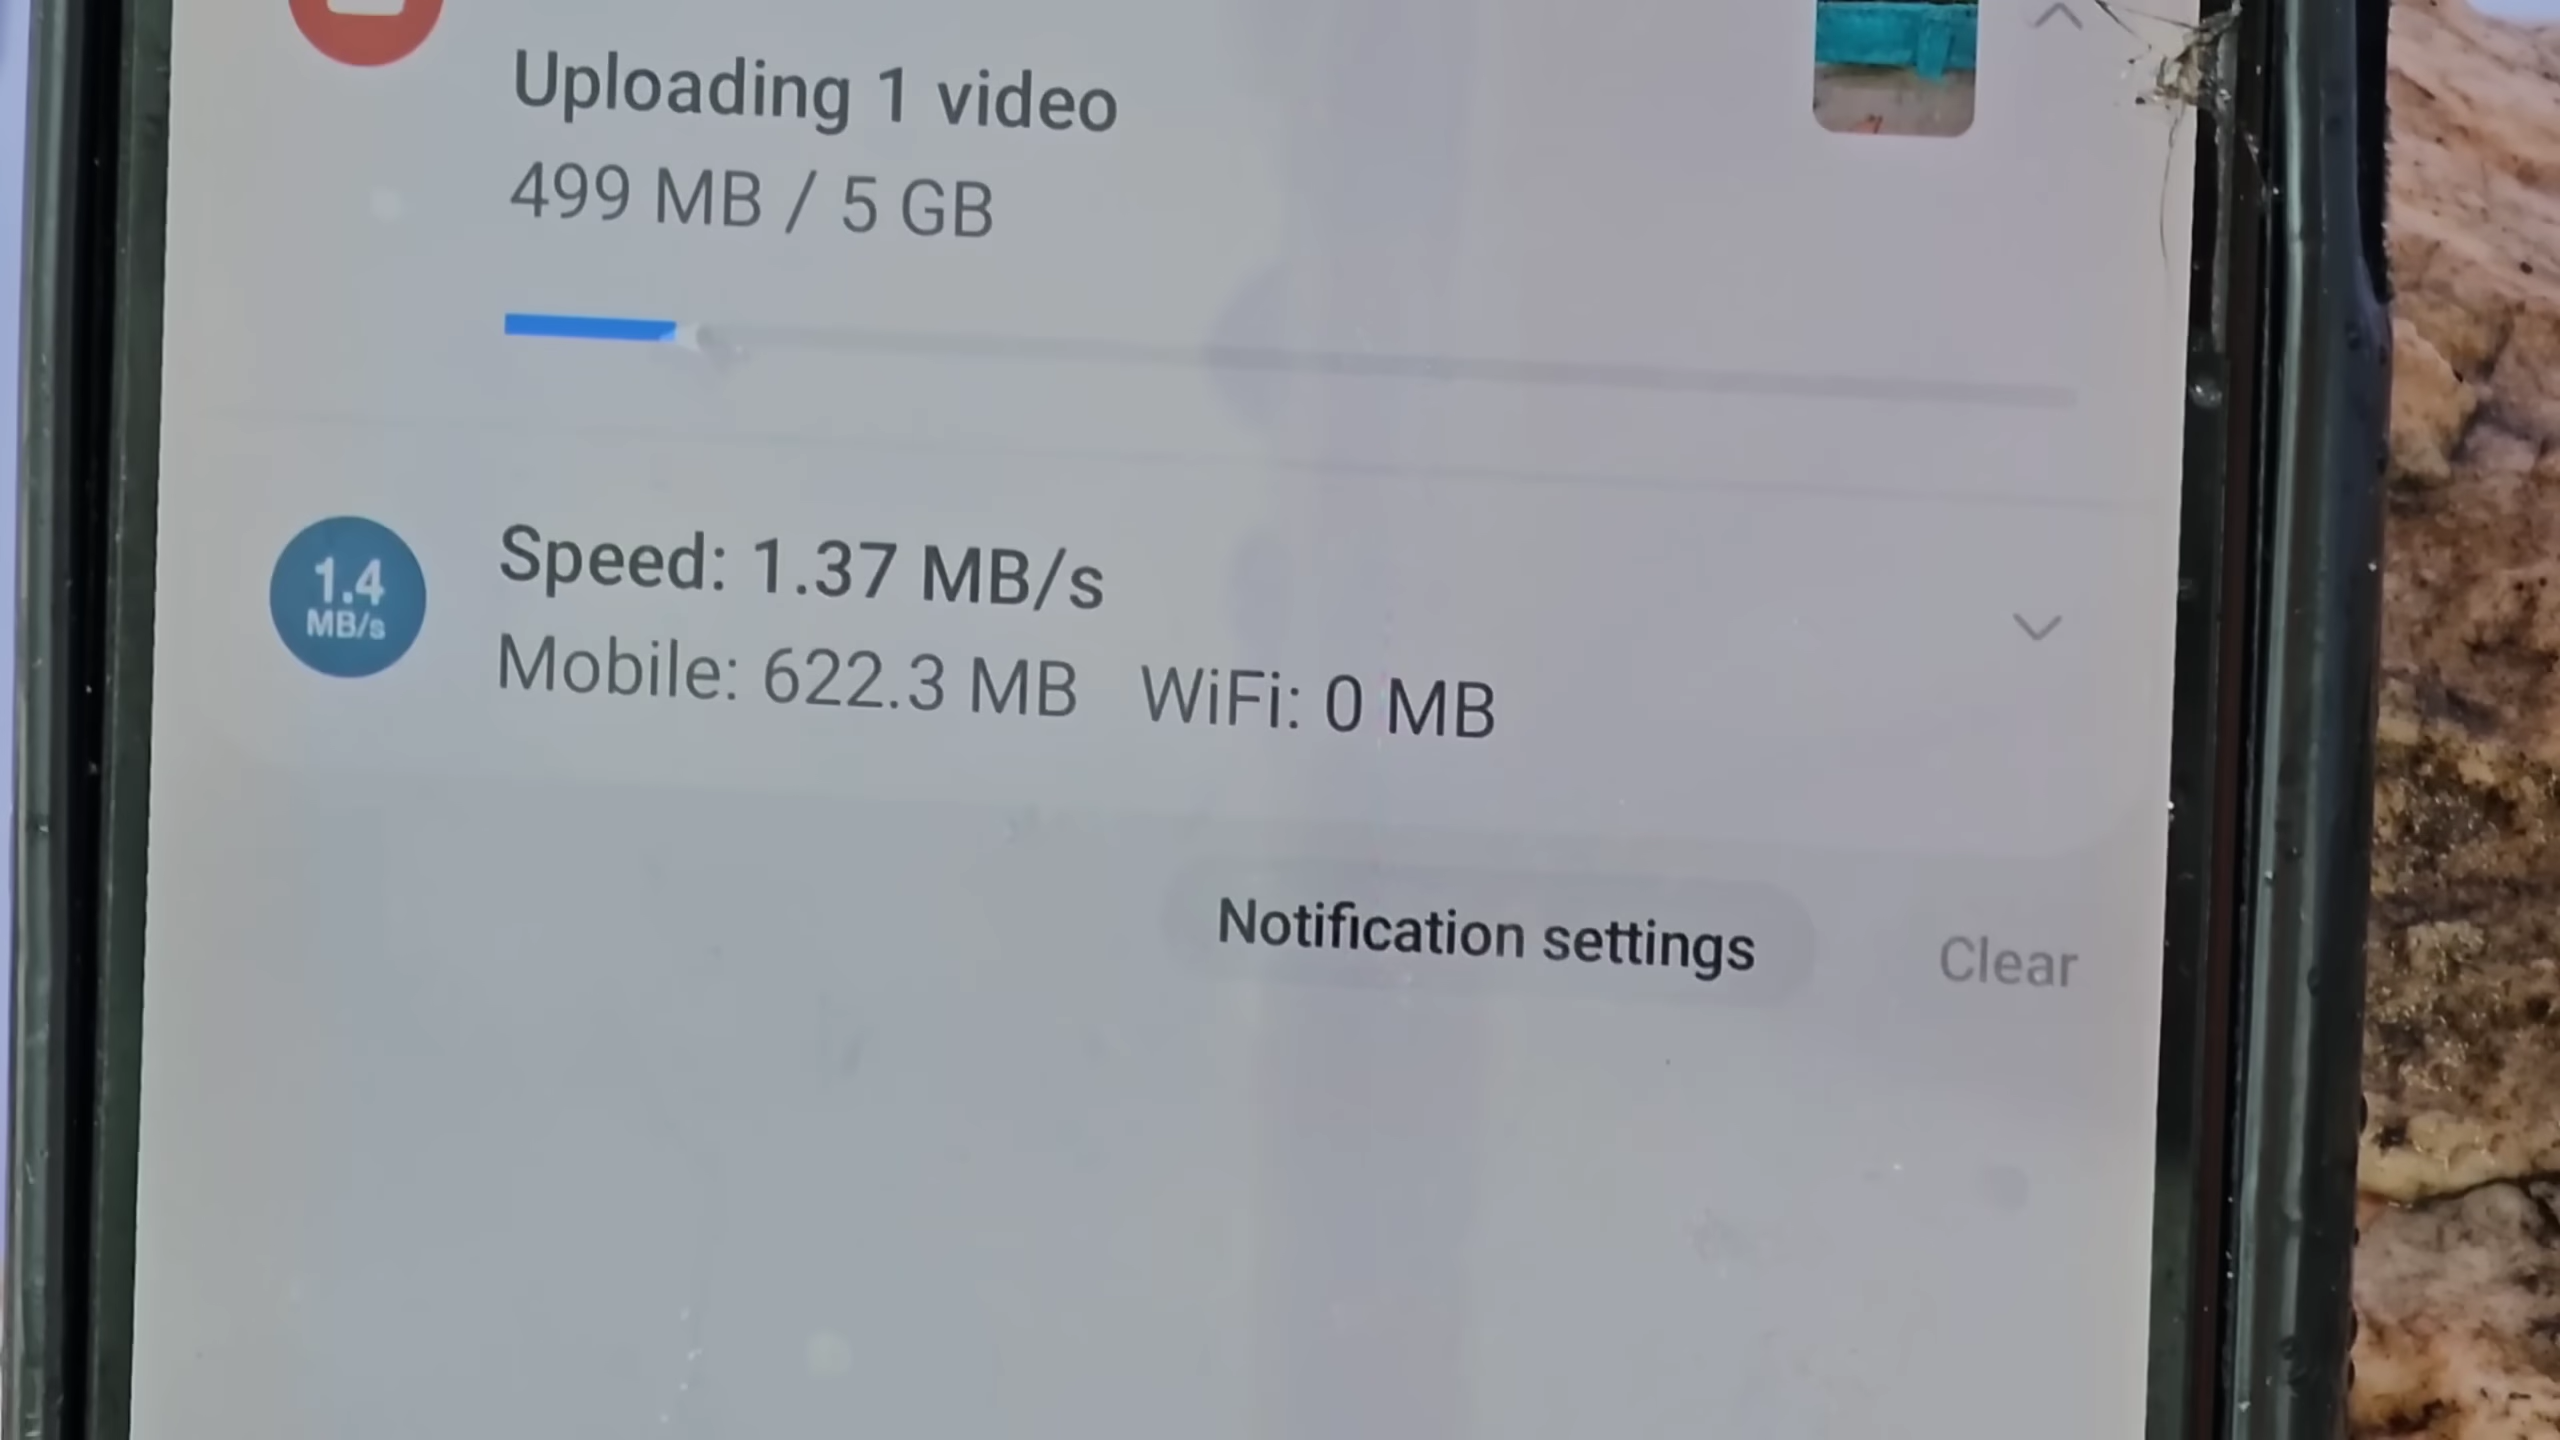 Uploading 1 video
499 MB / 5 GB
1.4
MB/s
Speed: 1.37 MB/s
Mobile: 622.3 MB WiFi: 0 MB
Notification settings
Clear